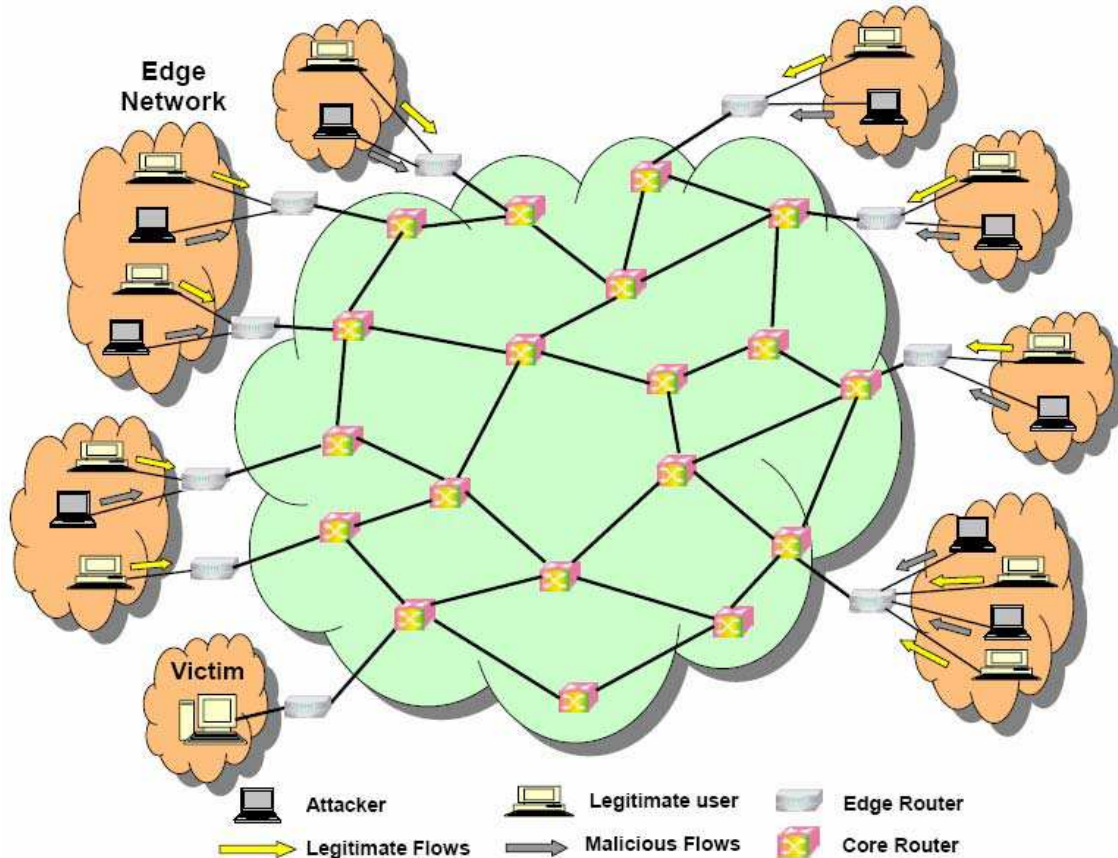 Edge
Network
Victim
Attacker
Legitimate user
Edge Router
Legitimate Flows
Malicious Flows
Core Router